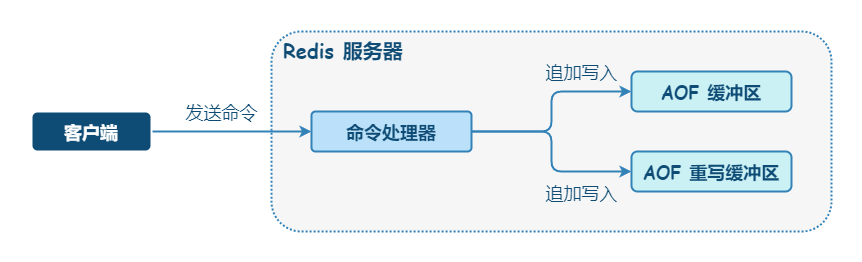 Redis 服务器
追加写入
AOF 缓冲区
发送命令
客户端
命令处理器
AOF 重写缓冲区
追加写入